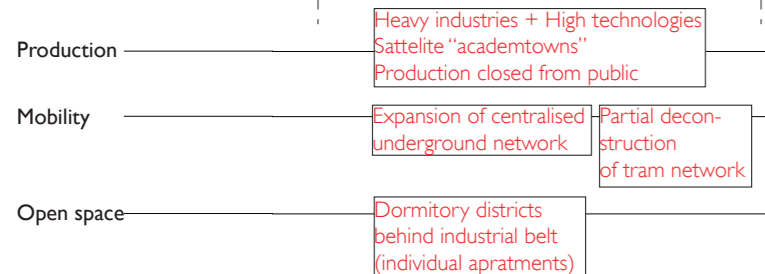 Heavy industries + High technologies
Production
Sattelite “academtowns”
Production closed from public
Mobility
Expansion of centralised
underground network
Partial decon-
struction
of tram network
Open space
Dormitory districts
behind industrial belt
(individual apratments)